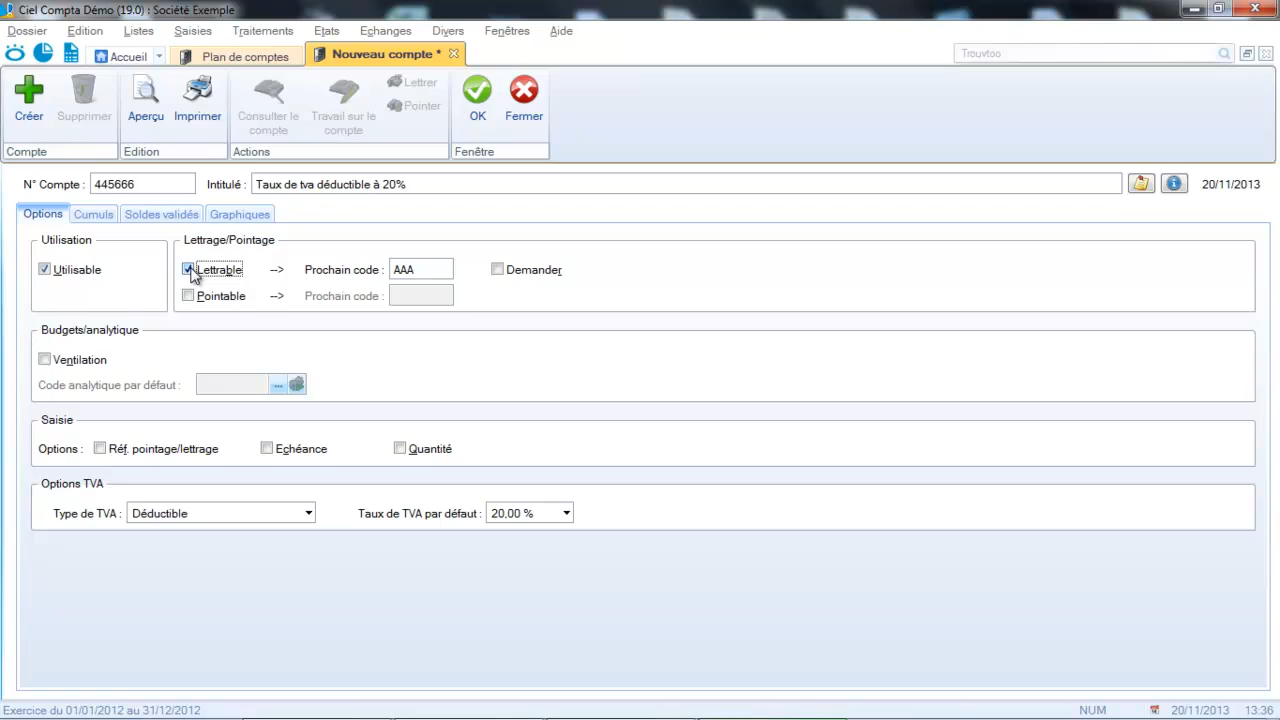 Ciel Compta Démo (19.0) : Société Exemple
Dossier Edition Listes Saisies Traitements Etats Echanges Divers Fenêtres Aide
Accueil Plan de comptes Nouveau compte * Trouvtoo
Lettrer
Pointer
Créer Supprimer Aperçu Imprimer Consulter le compte Travail sur le compte OK Fermer
Compte Edition Actions Fenêtre
N° Compte : 445666 Intitulé : Taux de tva déductible à 20% 20/11/2013
Options Cumuls Soldes validés Graphiques
Utilisation Lettrage/Pointage
Utilisable Lettrable --> Prochain code : AAA Demander
Pointable --> Prochain code :
Budgets/analytique
Ventilation
Code analytique par défaut : ...
Saisie
Options : Réf. pointage/lettrage Echéance Quantité
Options TVA
Type de TVA : Déductible Taux de TVA par défaut : 20,00 %
Exercice du 01/01/2012 au 31/12/2012 NUM 20/11/2013 13:36